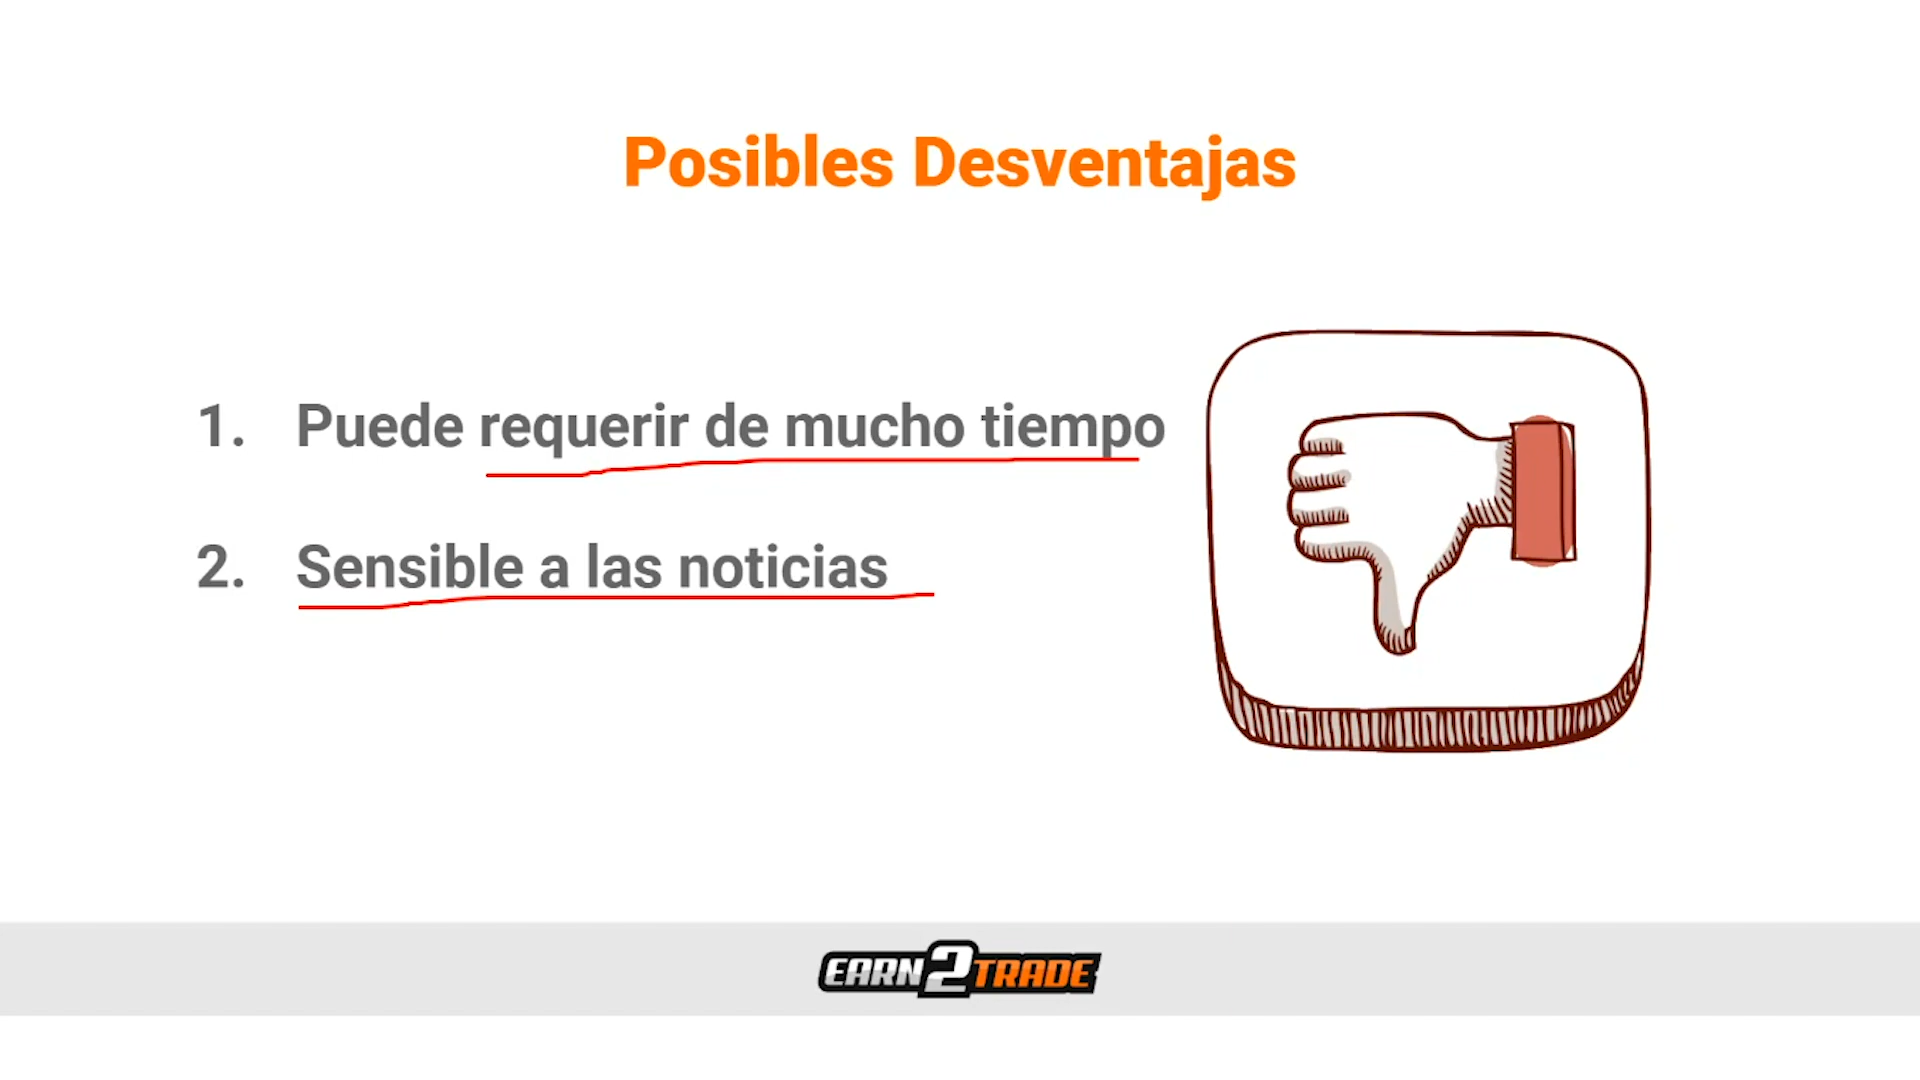 Posibles Desventajas
1. Puede requerir de mucho tiempo
2. Sensible a las noticias
EARN2TRADE